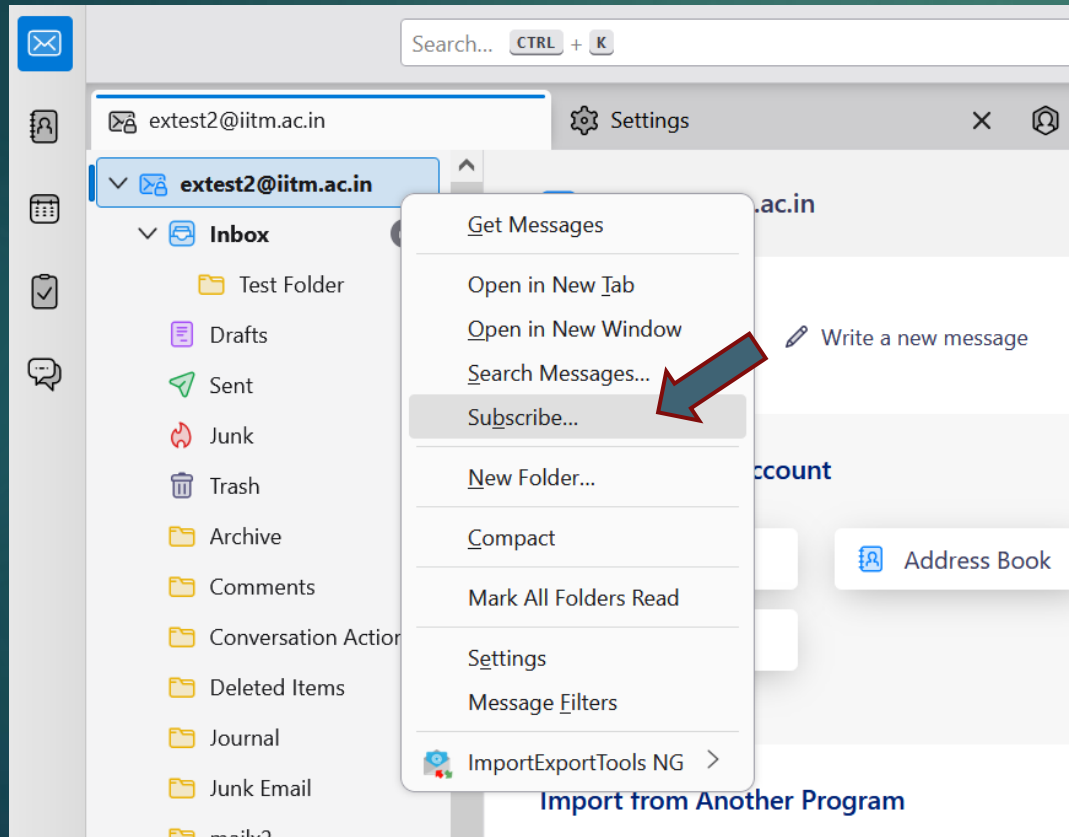 Search... CTRL + K
extest2@iitm.ac.in
Settings
extest2@iitm.ac.in
Inbox
Test Folder
Drafts
Sent
Junk
Trash
Archive
Comments
Conversation Action
Deleted Items
Journal
Junk Email
Get Messages
Open in New Tab
Open in New Window
Search Messages...
Subscribe...
New Folder...
Compact
Mark All Folders Read
Settings
Message Filters
ImportExportTools NG
.ac.in
Write a new message
ccount
Address Book
Import from Another Program